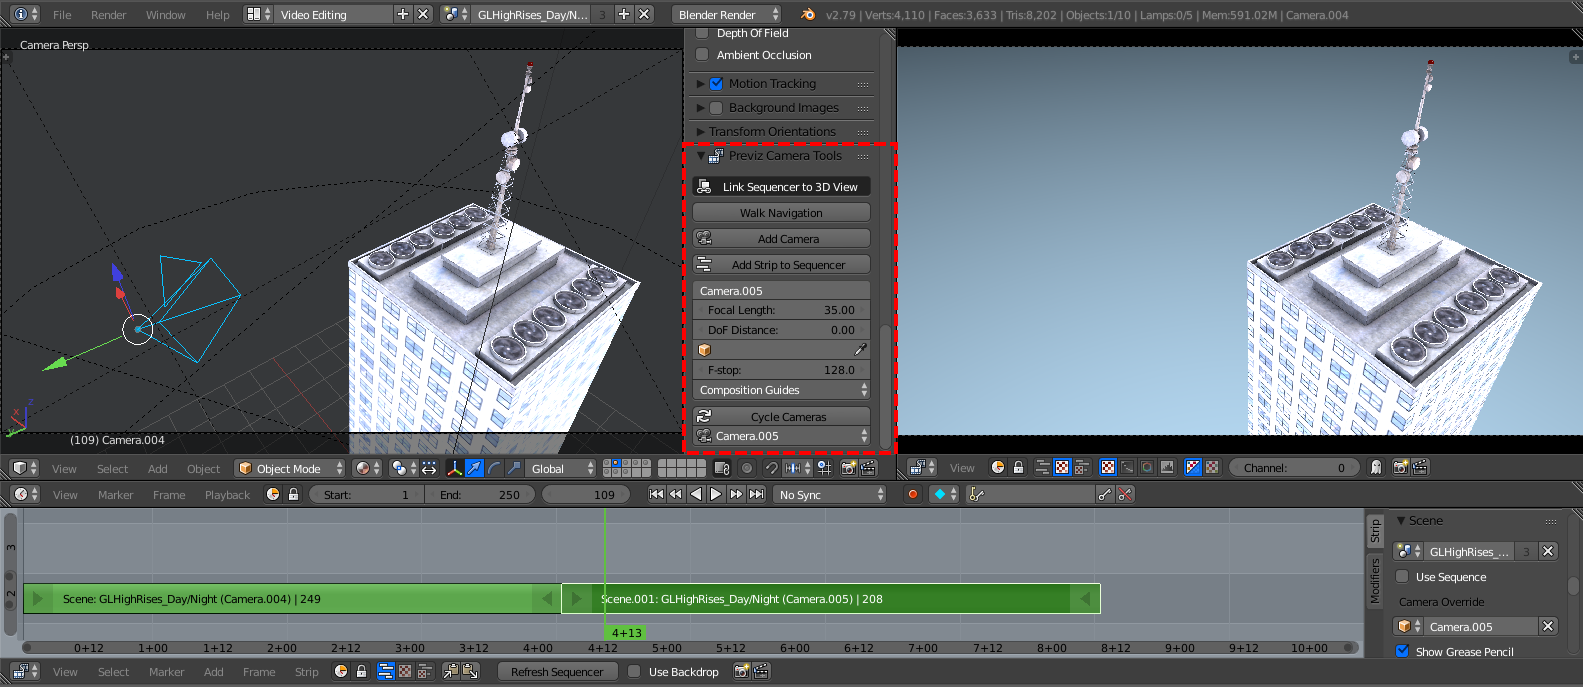 File Render Window Help Video Editing GLHighRises_Day/N... 3 Blender Render v2.79 | Verts:4,110 | Faces:3,633 | Tris:8,202 | Objects:1/10 | Lamps:0/5 | Mem:591.02M | Camera.004
Camera Persp
Depth Of Field
Ambient Occlusion
Motion Tracking
Background Images
Transform Orientations
Previz Camera Tools
Link Sequencer to 3D View
Walk Navigation
Add Camera
Add Strip to Sequencer
Camera.005
Focal Length: 35.00
DoF Distance: 0.00
F-stop: 128.0
Composition Guides
Cycle Cameras
Camera.005
x z y
(109) Camera.004
View Select Add Object Object Mode Global View Channel: 0
View Marker Frame Playback Start: 1 End: 250 109 No Sync
3
2
Scene: GLHighRises_Day/Night (Camera.004) | 249
Scene.001: GLHighRises_Day/Night (Camera.005) | 208
4+13
0+12 1+00 1+12 2+00 2+12 3+00 3+12 4+00 4+12 5+00 5+12 6+00 6+12 7+00 7+12 8+00 8+12 9+00 9+12 10+00
Strip
Modifiers
Scene
GLHighRises_... 3
Use Sequence
Camera Override
Camera.005
Show Grease Pencil
View Select Marker Add Frame Strip Refresh Sequencer Use Backdrop